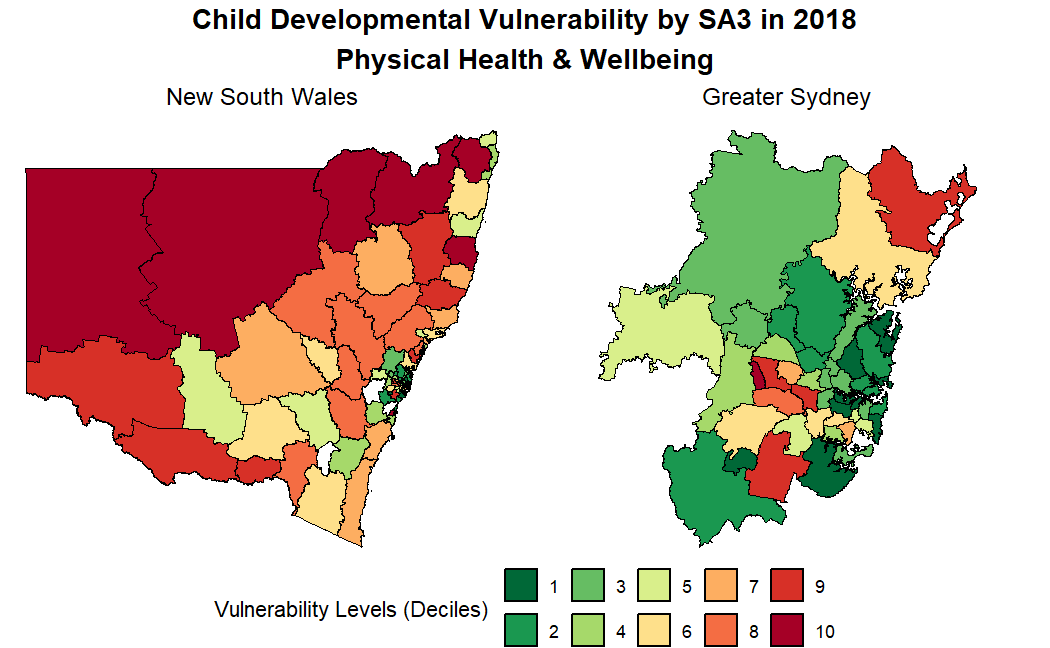 Child Developmental Vulnerability by SA3 in 2018
Physical Health & Wellbeing
New South Wales
Greater Sydney
Vulnerability Levels (Deciles)
1 3 5 7 9
2 4 6 8 10